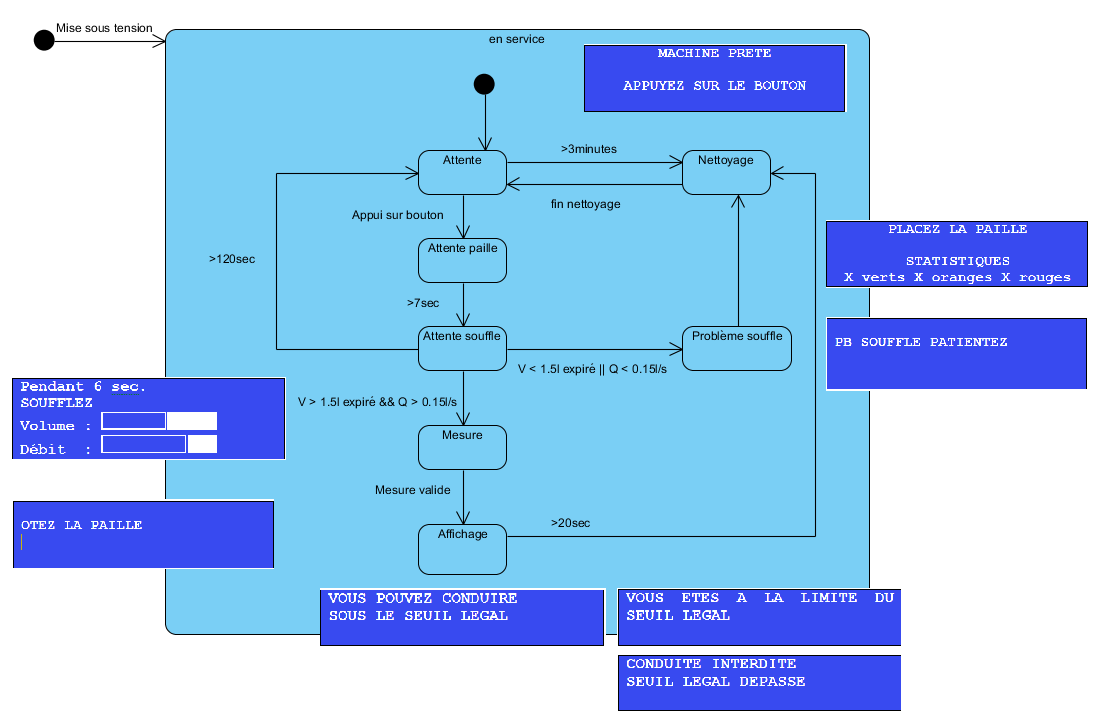 Mise sous tension
en service
MACHINE PRETE
APPUYEZ SUR LE BOUTON
Attente
>3minutes
Nettoyage
fin nettoyage
Appui sur bouton
Attente paille
>120sec
>7sec
PLACEZ LA PAILLE
STATISTIQUES
X verts X oranges X rouges
Attente souffle
Problème souffle
PB SOUFFLE PATIENTEZ
V < 1.5l expiré || Q < 0.15l/s
Pendant 6 sec.
SOUFFLEZ
Volume :
Débit :
V > 1.5l expiré && Q > 0.15l/s
Mesure
Mesure valide
OTEZ LA PAILLE
Affichage
>20sec
VOUS POUVEZ CONDUIRE
SOUS LE SEUIL LEGAL
VOUS ETES A LA LIMITE DU
SEUIL LEGAL
CONDUITE INTERDITE
SEUIL LEGAL DEPASSE